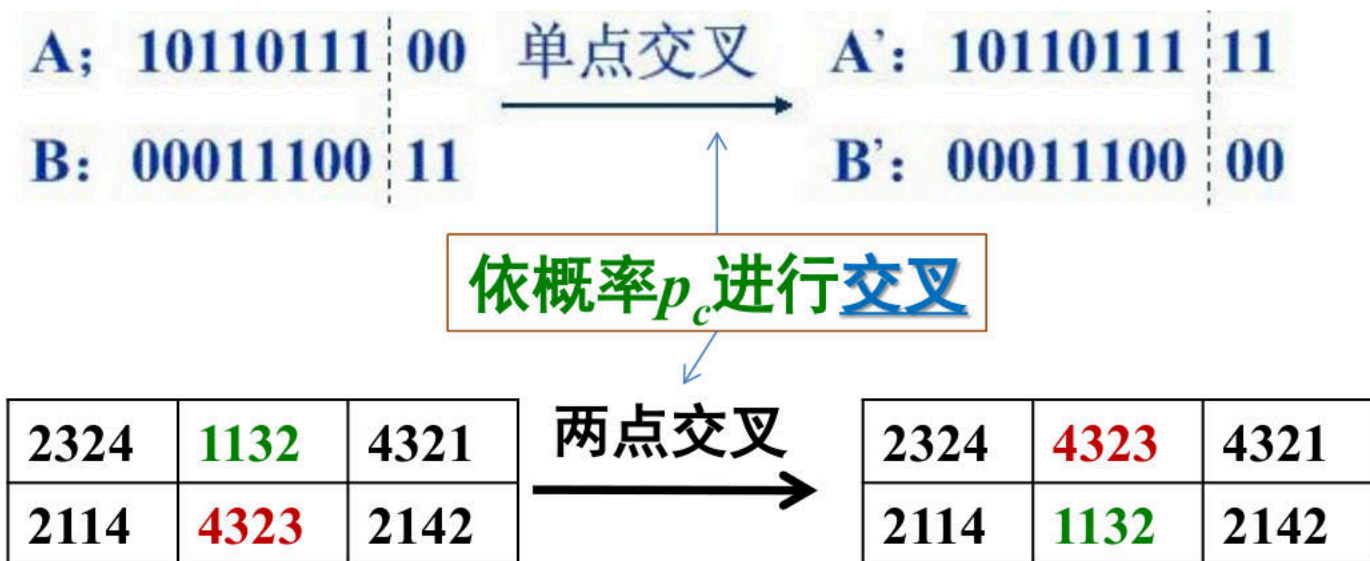 A; 10110111 00 单点交叉 A’: 10110111 11
B: 00011100 11 B’: 00011100 00
依概率pc进行交叉
两点交叉
2324 1132 4321 2324 4323 4321
2114 4323 2142 2114 1132 2142